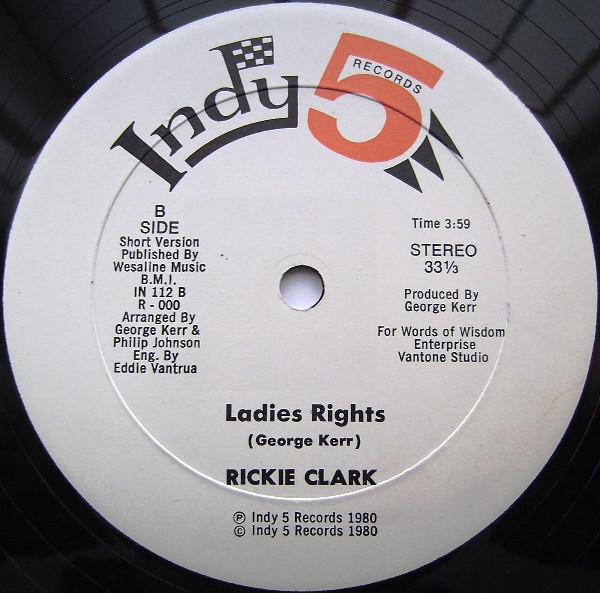 Indy 5
RECORDS
B
SIDE
Short Version
Published By
Wesaline Music
B.M.I.
IN 112 B
R - 000
Arranged By
George Kerr &
Philip Johnson
Eng. By
Eddie Vantrua
Time 3:59
STEREO
33⅓
Produced By
George Kerr
For Words of Wisdom
Enterprise
Vantone Studio
Ladies Rights
(George Kerr)
RICKIE CLARK
℗ Indy 5 Records 1980
© Indy 5 Records 1980